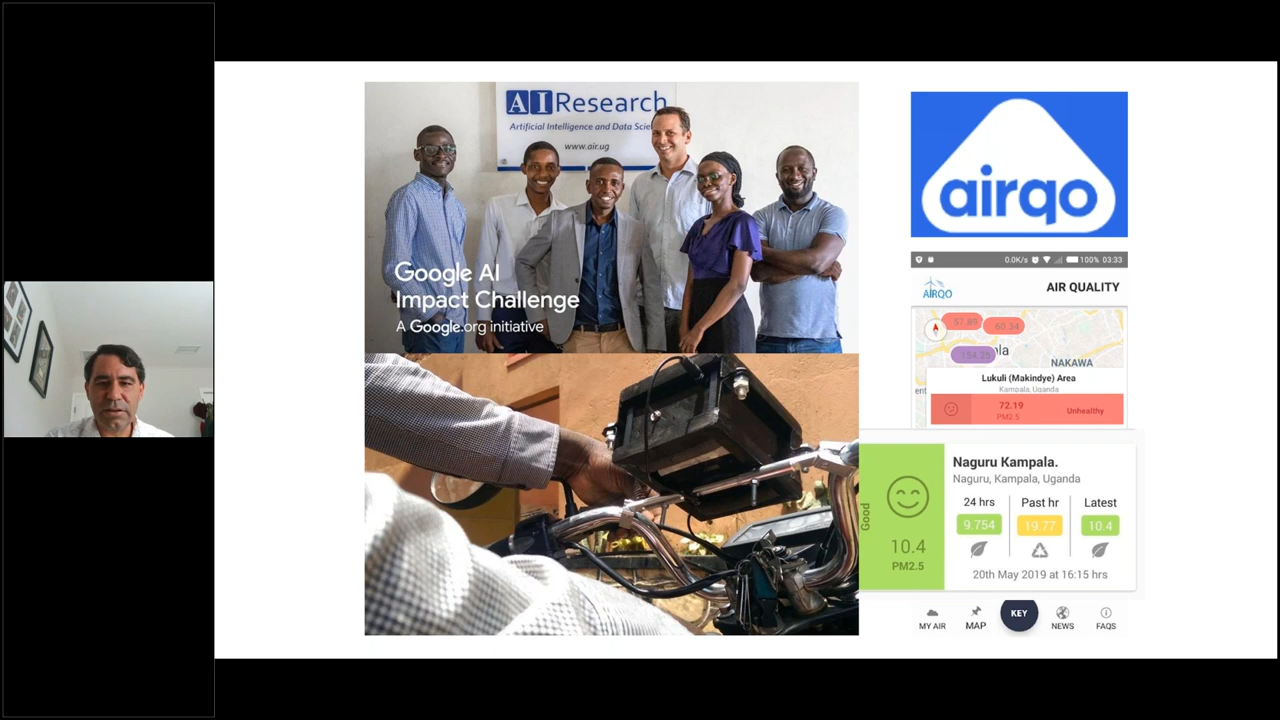 AI Research
Artificial Intelligence and Data Scie
www.air.ug
Google AI
Impact Challenge
A Google.org initiative
airqo
0.0K/s 100% 03:33
AIRQO
AIR QUALITY
57.89
60.34
154.25
ala
NAKAWA
Lukuli (Makindye) Area
Kampala, Uganda
72.19
PM2.5
Unhealthy
Good
10.4
PM2.5
Naguru Kampala.
Naguru, Kampala, Uganda
24 hrs Past hr Latest
9.754 19.77 10.4
20th May 2019 at 16:15 hrs
MY AIR MAP KEY NEWS FAQS